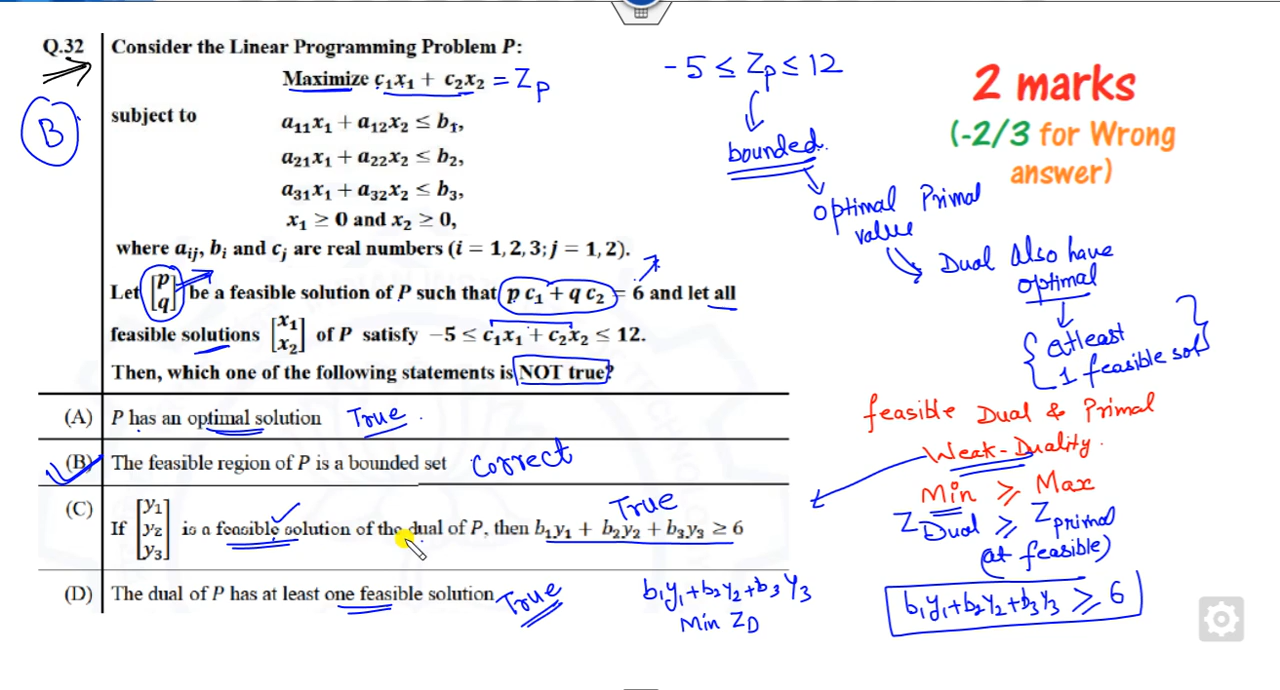 Q.32 Consider the Linear Programming Problem P:
Maximize c₁x₁ + c₂x₂ = Zp
subject to
a₁₁x₁ + a₁₂x₂ ≤ b₁,
a₂₁x₁ + a₂₂x₂ ≤ b₂,
a₃₁x₁ + a₃₂x₂ ≤ b₃,
x₁ ≥ 0 and x₂ ≥ 0,
where aᵢⱼ, bᵢ and cⱼ are real numbers (i = 1, 2, 3; j = 1, 2).
Let [p q] be a feasible solution of P such that p c₁ + q c₂ = 6 and let all
feasible solutions [x₁ x₂] of P satisfy −5 ≤ c₁x₁ + c₂x₂ ≤ 12.
Then, which one of the following statements is NOT true?
(A) P has an optimal solution True
(B) The feasible region of P is a bounded set Correct
(C) If [y₁ y₂ y₃] is a feasible solution of the dual of P, then b₁y₁ + b₂y₂ + b₃y₃ ≥ 6
True
(D) The dual of P has at least one feasible solution True
B
-5 ≤ Zp ≤ 12
bounded.
optimal Primal
value
Dual Also have
optimal
{ atleast
1 feasible sol }
2 marks
(-2/3 for Wrong
answer)
feasible Dual & Primal
Weak-Duality.
Min ≥ Max
Z Dual ≥ Z primal
(at feasible)
b₁y₁+b₂y₂+b₃y₃ ≥ 6
b₁y₁+b₂y₂+b₃y₃
Min Z_D